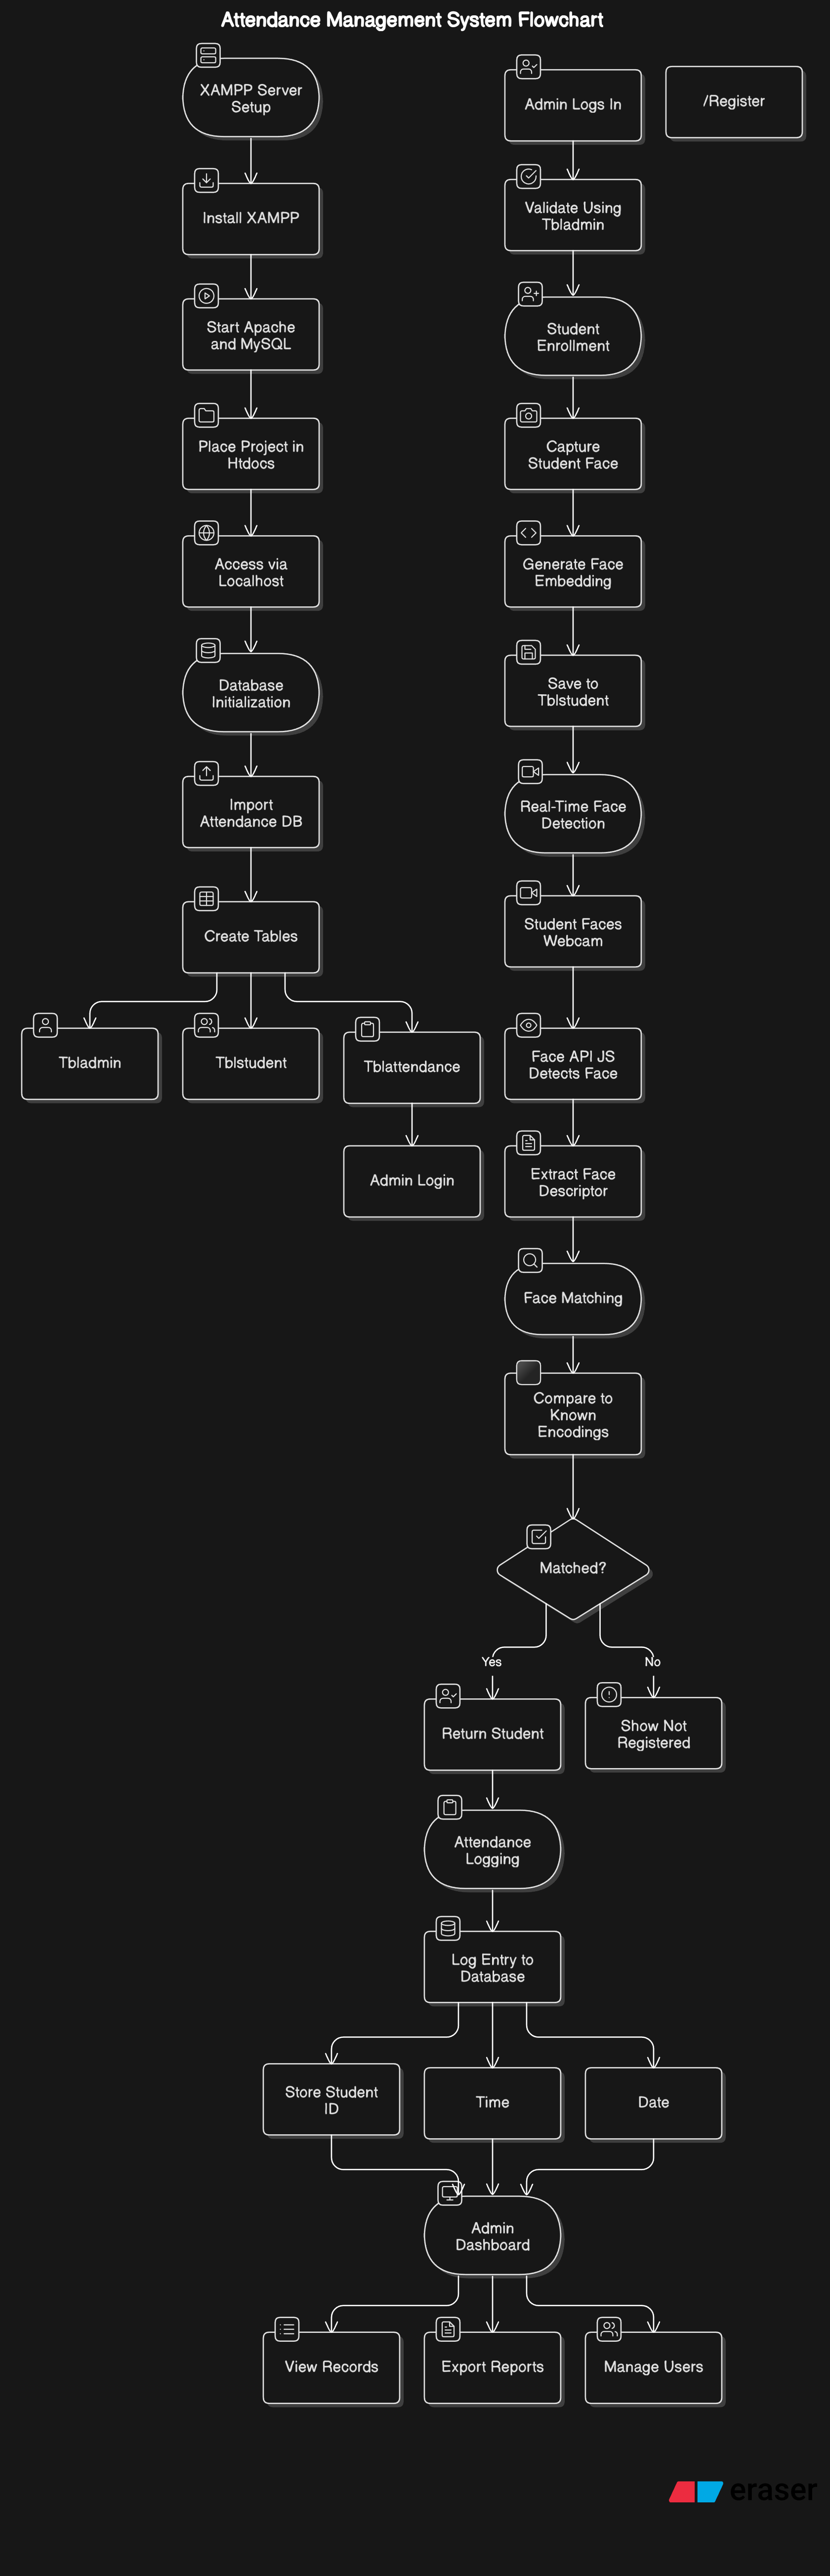 Attendance Management System Flowchart
XAMPP Server
Setup
Install XAMPP
Start Apache
and MySQL
Place Project in
Htdocs
Access via
Localhost
Database
Initialization
Import
Attendance DB
Create Tables
Tbladmin
Tblstudent
Tblattendance
Admin Login
Admin Logs In
/Register
Validate Using
Tbladmin
Student
Enrollment
Capture
Student Face
Generate Face
Embedding
Save to
Tblstudent
Real-Time Face
Detection
Student Faces
Webcam
Face API JS
Detects Face
Extract Face
Descriptor
Face Matching
Compare to
Known
Encodings
Matched?
Yes
No
Return Student
Show Not
Registered
Attendance
Logging
Log Entry to
Database
Store Student
ID
Time
Date
Admin
Dashboard
View Records
Export Reports
Manage Users
eraser